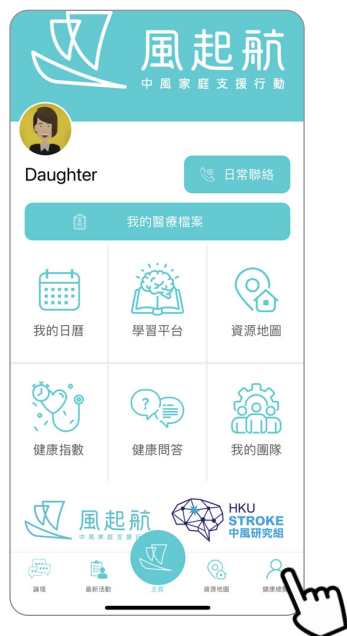 風起航
中風家庭支援行動
Daughter
日常聯絡
我的醫療檔案
我的日曆
學習平台
資源地圖
健康指數
健康問答
我的團隊
風起航
中風家庭支援行動
HKU
STROKE
中風研究組
論壇
最新活動
主頁
資源地圖
健康總